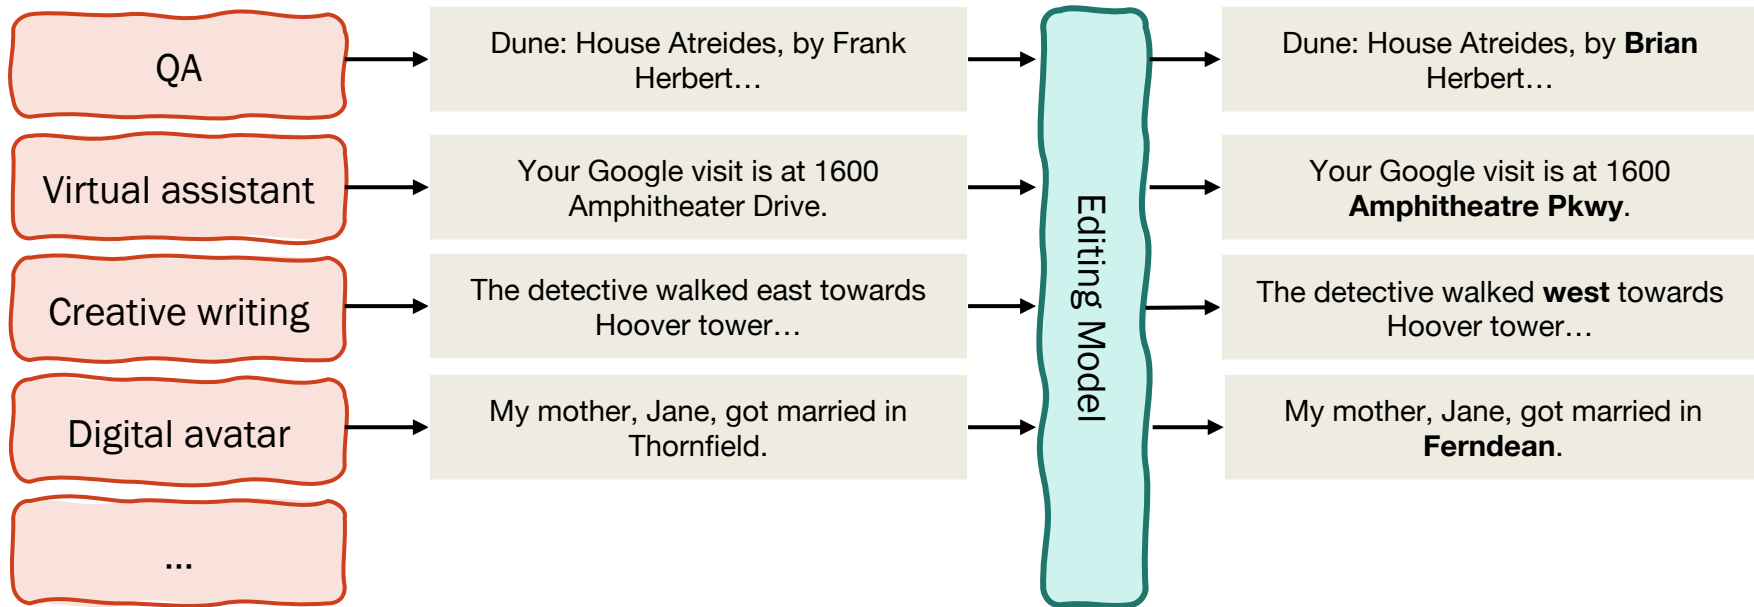 QA
Dune: House Atreides, by Frank
Herbert…
Dune: House Atreides, by Brian
Herbert…
Virtual assistant
Your Google visit is at 1600
Amphitheater Drive.
Your Google visit is at 1600
Amphitheatre Pkwy.
Creative writing
The detective walked east towards
Hoover tower…
The detective walked west towards
Hoover tower…
Digital avatar
My mother, Jane, got married in
Thornfield.
My mother, Jane, got married in
Ferndean.
...
Editing Model